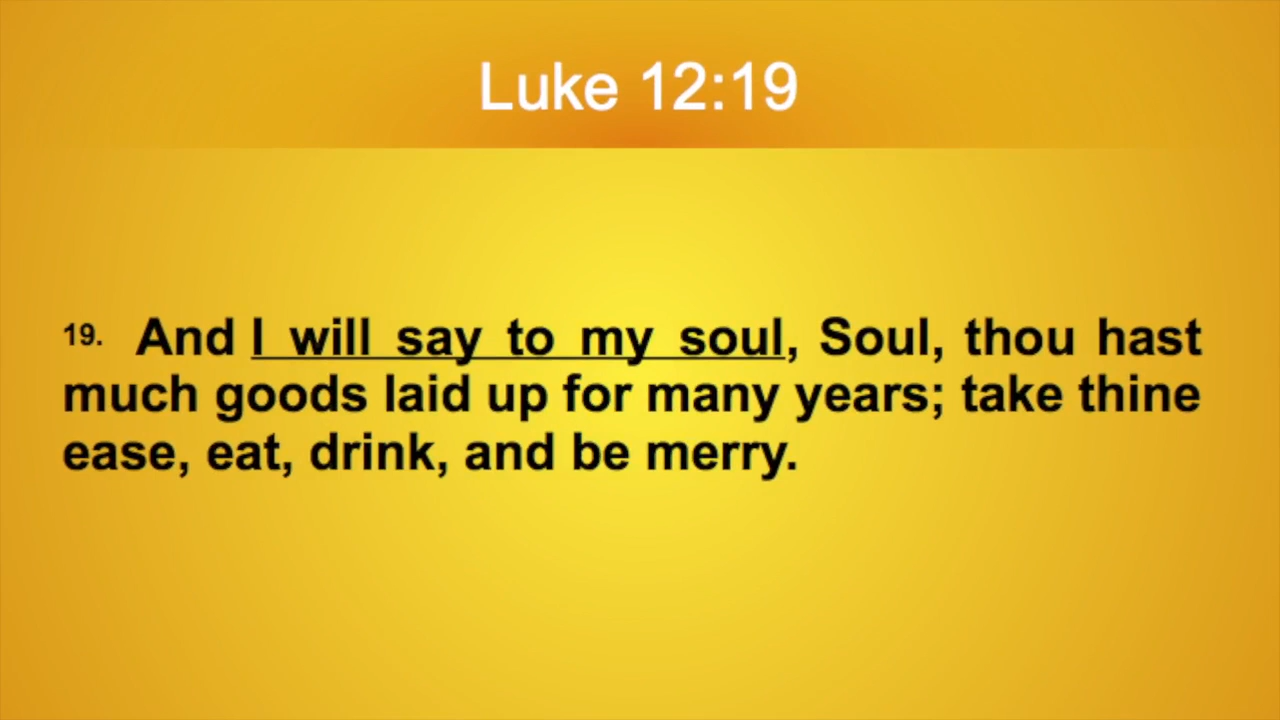 Luke 12:19
19. And I will say to my soul, Soul, thou hast
much goods laid up for many years; take thine
ease, eat, drink, and be merry.